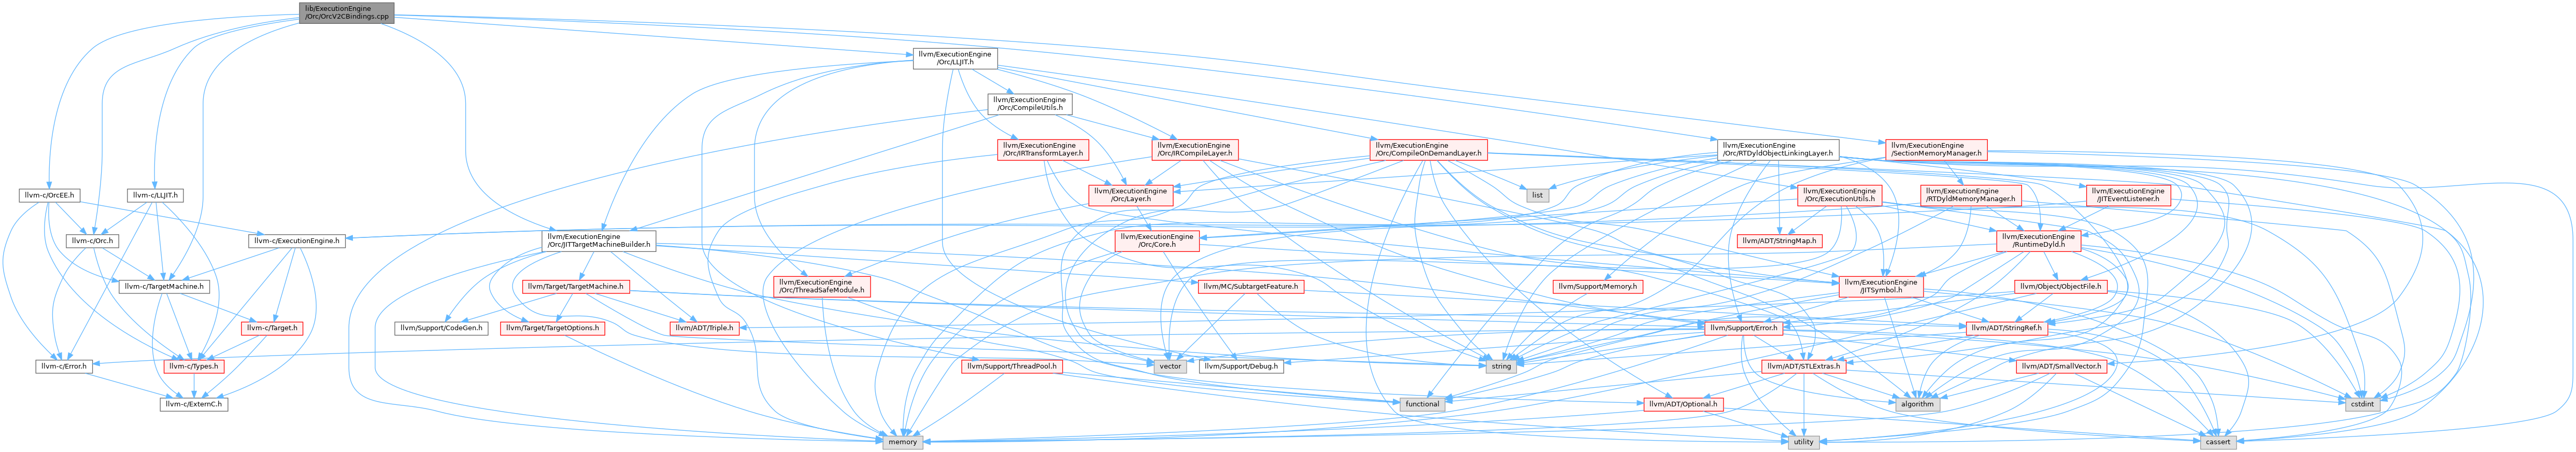 lib/ExecutionEngine
/Orc/OrcV2CBindings.cpp
llvm/ExecutionEngine
/Orc/LLJIT.h
llvm/ExecutionEngine
/Orc/CompileUtils.h
llvm/ExecutionEngine
/Orc/IRTransformLayer.h
llvm/ExecutionEngine
/Orc/IRCompileLayer.h
llvm/ExecutionEngine
/Orc/CompileOnDemandLayer.h
llvm/ExecutionEngine
/Orc/RTDyldObjectLinkingLayer.h
llvm/ExecutionEngine
/SectionMemoryManager.h
llvm-c/OrcEE.h
llvm-c/LLJIT.h
llvm/ExecutionEngine
/Orc/Layer.h
list
llvm/ExecutionEngine
/Orc/ExecutionUtils.h
llvm/ExecutionEngine
/RTDyldMemoryManager.h
llvm/ExecutionEngine
/JITEventListener.h
llvm-c/Orc.h
llvm-c/ExecutionEngine.h
llvm/ExecutionEngine
/Orc/JITTargetMachineBuilder.h
llvm/ExecutionEngine
/Orc/Core.h
llvm/ADT/StringMap.h
llvm/ExecutionEngine
/RuntimeDyld.h
llvm-c/TargetMachine.h
llvm/Target/TargetMachine.h
llvm/ExecutionEngine
/Orc/ThreadSafeModule.h
llvm/MC/SubtargetFeature.h
llvm/Support/Memory.h
llvm/ExecutionEngine
/JITSymbol.h
llvm/Object/ObjectFile.h
llvm-c/Target.h
llvm/Support/CodeGen.h
llvm/Target/TargetOptions.h
llvm/ADT/Triple.h
llvm/Support/Error.h
llvm/ADT/StringRef.h
llvm-c/Error.h
llvm-c/Types.h
llvm/Support/ThreadPool.h
vector
llvm/Support/Debug.h
string
llvm/ADT/STLExtras.h
llvm/ADT/SmallVector.h
llvm-c/ExternC.h
functional
llvm/ADT/Optional.h
algorithm
cstdint
memory
utility
cassert